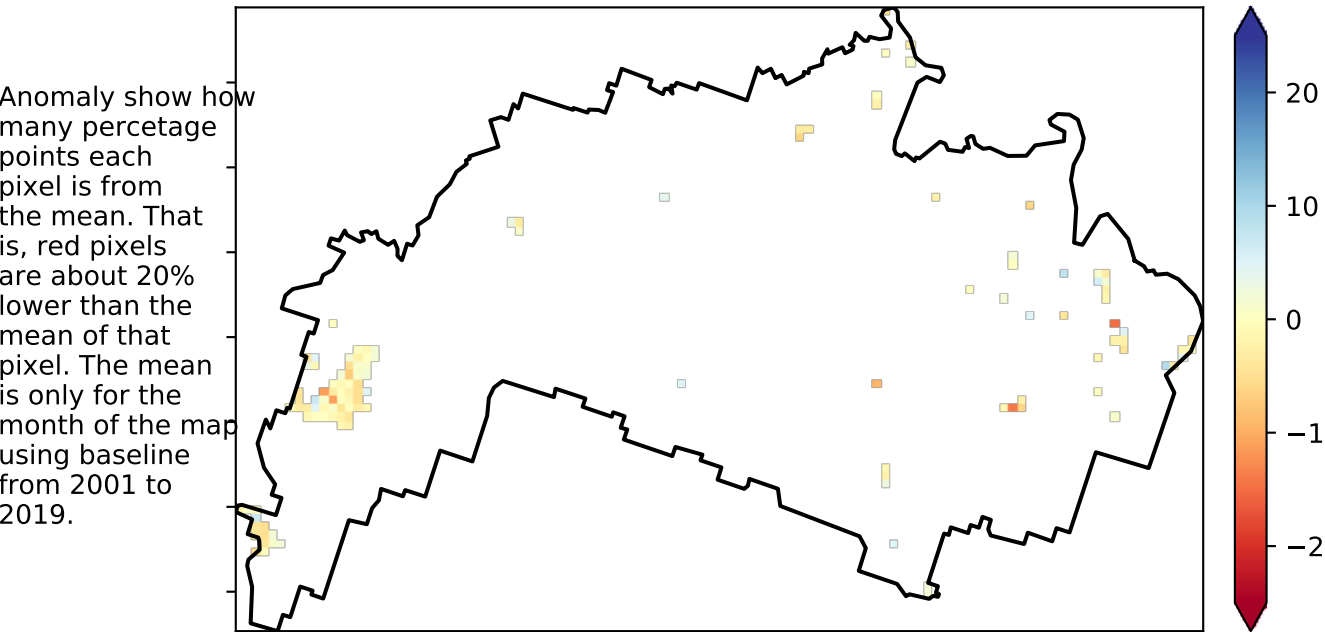 Anomaly show how
many percetage
points each
pixel is from
the mean. That
is, red pixels
are about 20%
lower than the
mean of that
pixel. The mean
is only for the
month of the map
using baseline
from 2001 to
2019.
20
10
0
−1
−2